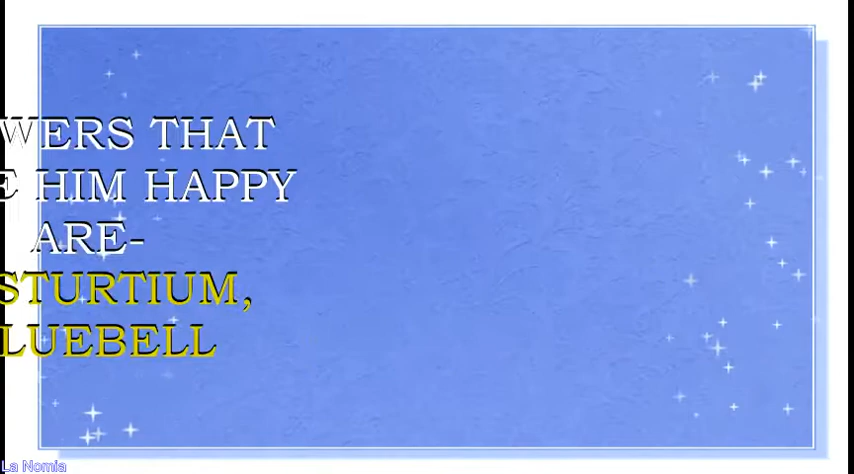 WERS THAT
E HIM HAPPY
ARE-
STURTIUM,
LUEBELL
La Nomia